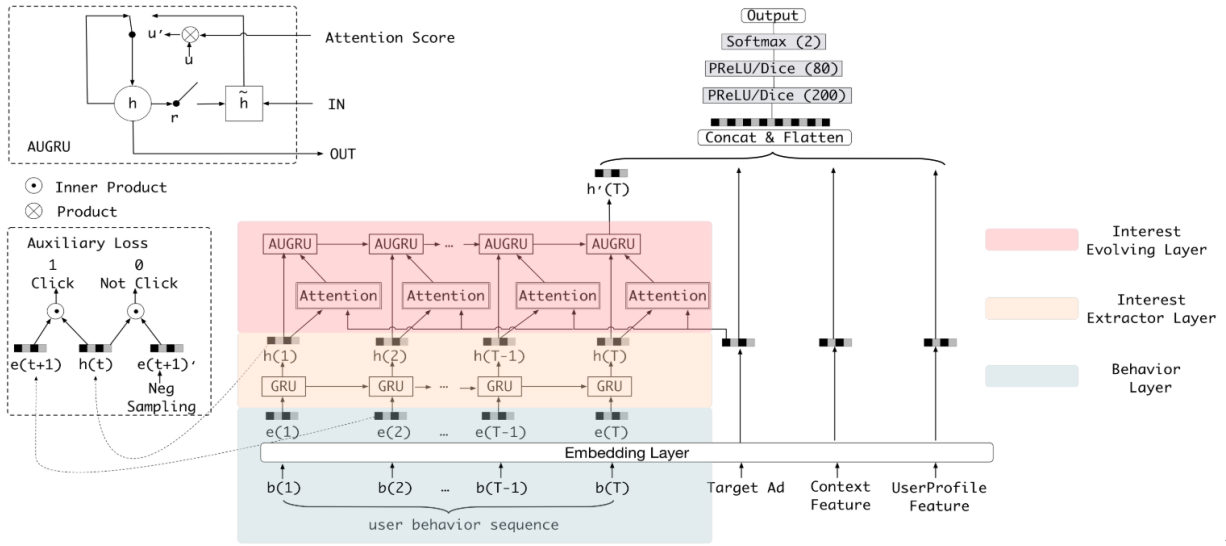 Output
Softmax (2)
PReLU/Dice (80)
PReLU/Dice (200)
Concat & Flatten
h'(T)
u'
u
Attention Score
h
r
h̃
IN
AUGRU
OUT
Inner Product
Product
Auxiliary Loss
1 0
Click Not Click
e(t+1) h(t) e(t+1)'
Neg
Sampling
AUGRU AUGRU … AUGRU AUGRU
Attention Attention Attention Attention
h(1) h(2) h(T-1) h(T)
GRU GRU … GRU GRU
e(1) e(2) … e(T-1) e(T)
Embedding Layer
b(1) b(2) … b(T-1) b(T)
user behavior sequence
Target Ad
Context
Feature
UserProfile
Feature
Interest
Evolving Layer
Interest
Extractor Layer
Behavior
Layer